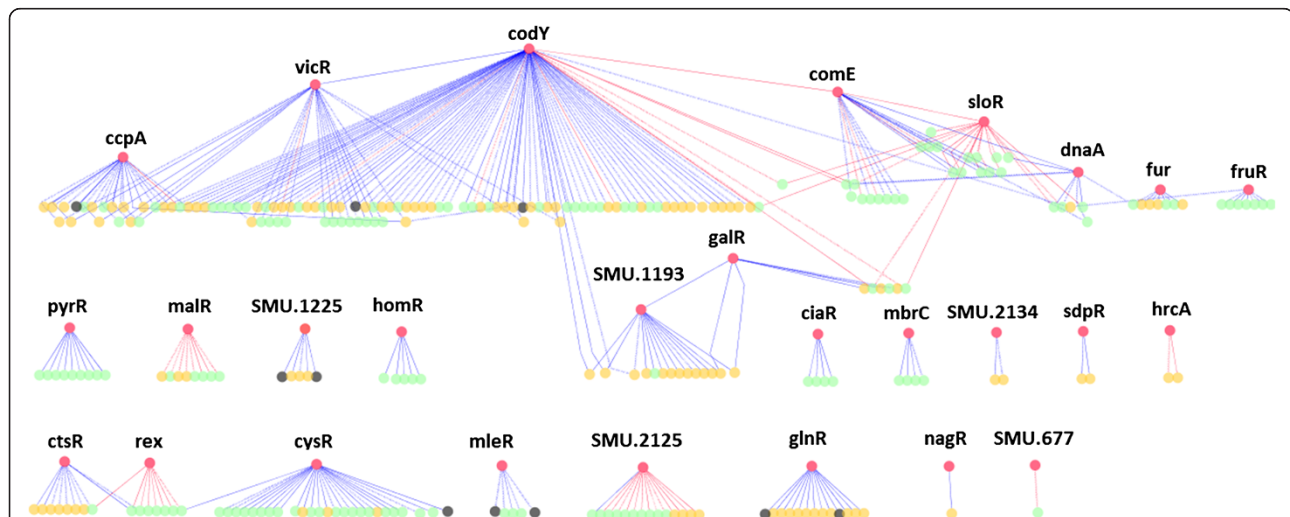 codY
vicR
comE
sloR
ccpA
dnaA
fur
fruR
galR
SMU.1193
pyrR
malR
SMU.1225
homR
ciaR
mbrC
SMU.2134
sdpR
hrcA
ctsR
rex
cysR
mleR
SMU.2125
glnR
nagR
SMU.677